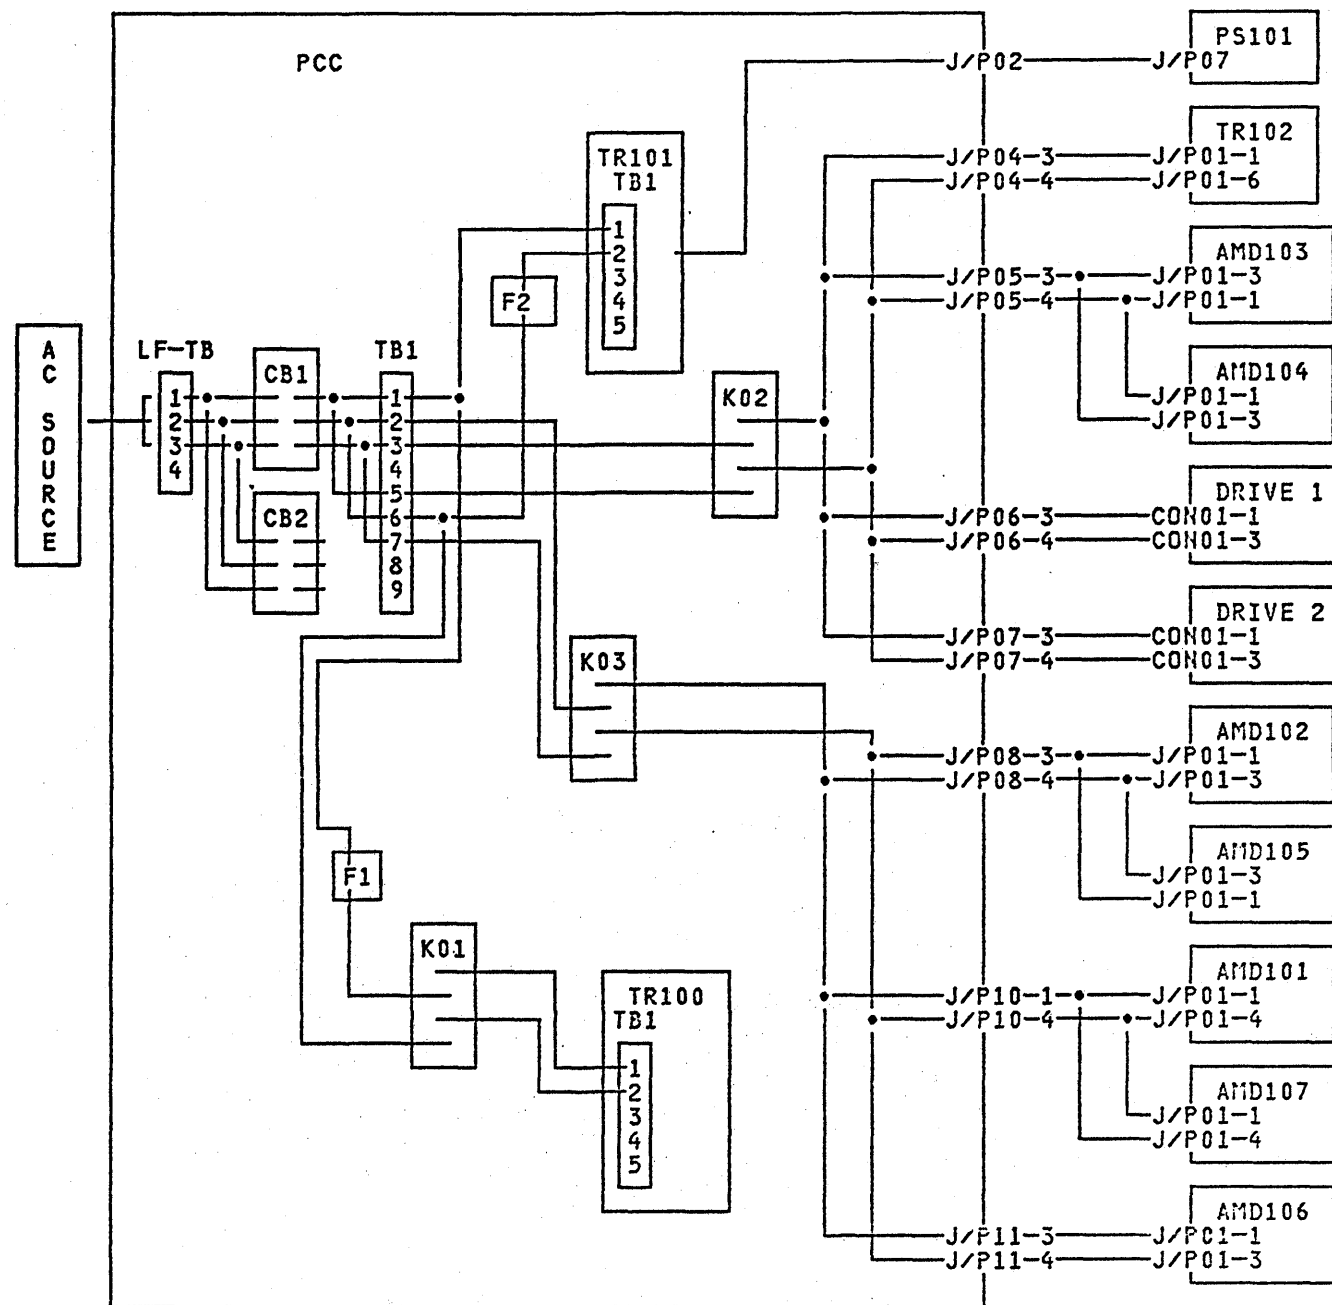 PCC
AC SOURCE
LF-TB
1
2
3
4
CB1
CB2
TB1
1
2
3
4
5
6
7
8
9
F2
TR101
TB1
1
2
3
4
5
K02
K03
F1
K01
TR100
TB1
1
2
3
4
5
PS101
J/P02 J/P07
TR102
J/P04-3 J/P01-1
J/P04-4 J/P01-6
AMD103
J/P05-3 J/P01-3
J/P05-4 J/P01-1
AMD104
J/P01-1
J/P01-3
DRIVE 1
J/P06-3 CON01-1
J/P06-4 CON01-3
DRIVE 2
J/P07-3 CON01-1
J/P07-4 CON01-3
AMD102
J/P08-3 J/P01-1
J/P08-4 J/P01-3
AMD105
J/P01-3
J/P01-1
AMD101
J/P10-1 J/P01-1
J/P10-4 J/P01-4
AMD107
J/P01-1
J/P01-4
AMD106
J/P11-3 J/P01-1
J/P11-4 J/P01-3